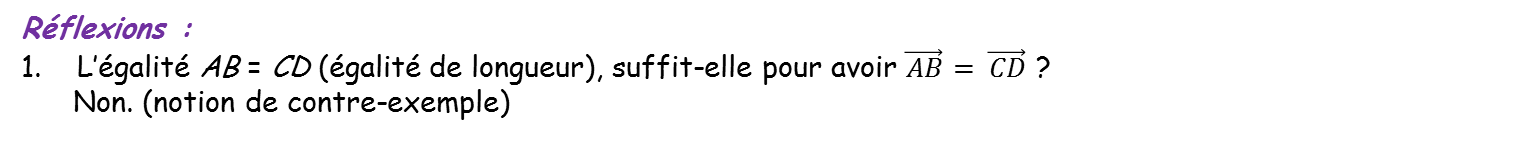 Réflexions :
1. L'égalité AB = CD (égalité de longueur), suffit-elle pour avoir $\overrightarrow{AB} = \overrightarrow{CD}$ ?
Non. (notion de contre-exemple)